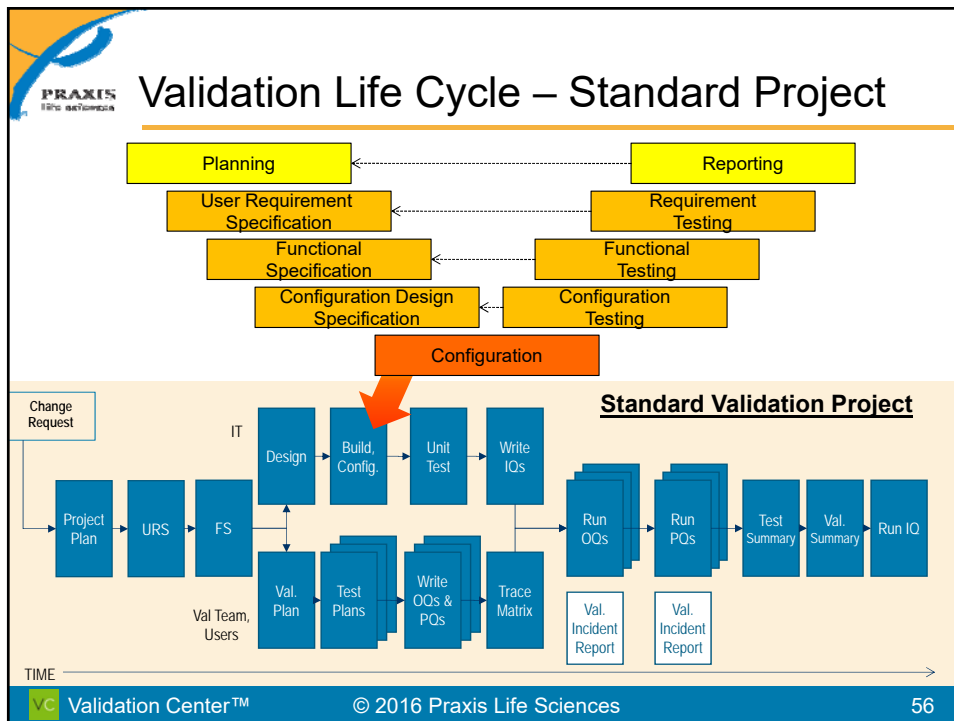 PRAXIS
life sciences
Validation Life Cycle – Standard Project
Planning
Reporting
User Requirement
Specification
Requirement
Testing
Functional
Specification
Functional
Testing
Configuration Design
Specification
Configuration
Testing
Configuration
Standard Validation Project
Change
Request
IT
Design
Build,
Config.
Unit
Test
Write
IQs
Project
Plan
URS
FS
Run
OQs
Run
PQs
Test
Summary
Val.
Summary
Run IQ
Val Team,
Users
Val.
Plan
Test
Plans
Write
OQs &
PQs
Trace
Matrix
Val.
Incident
Report
Val.
Incident
Report
TIME
VC Validation Center™ © 2016 Praxis Life Sciences 56